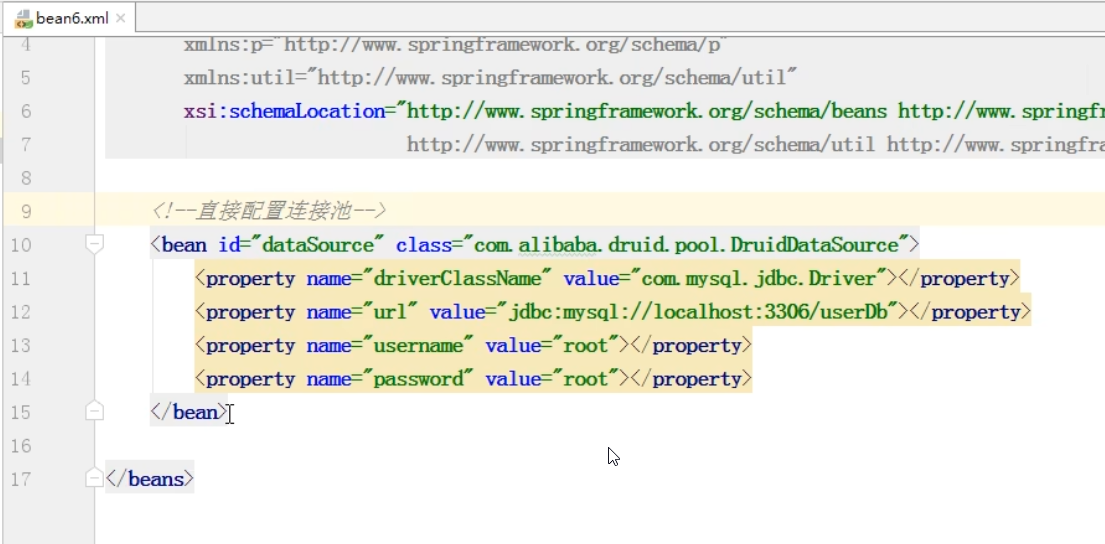 bean6.xml
4 xmlns:p="http://www.springframework.org/schema/p"
5 xmlns:util="http://www.springframework.org/schema/util"
6 xsi:schemaLocation="http://www.springframework.org/schema/beans http://www.springfr
7 http://www.springframework.org/schema/util http://www.springfra
8
9 <!--直接配置连接池-->
10 <bean id="dataSource" class="com.alibaba.druid.pool.DruidDataSource">
11 <property name="driverClassName" value="com.mysql.jdbc.Driver"></property>
12 <property name="url" value="jdbc:mysql://localhost:3306/userDb"></property>
13 <property name="username" value="root"></property>
14 <property name="password" value="root"></property>
15 </bean>
16
17 </beans>